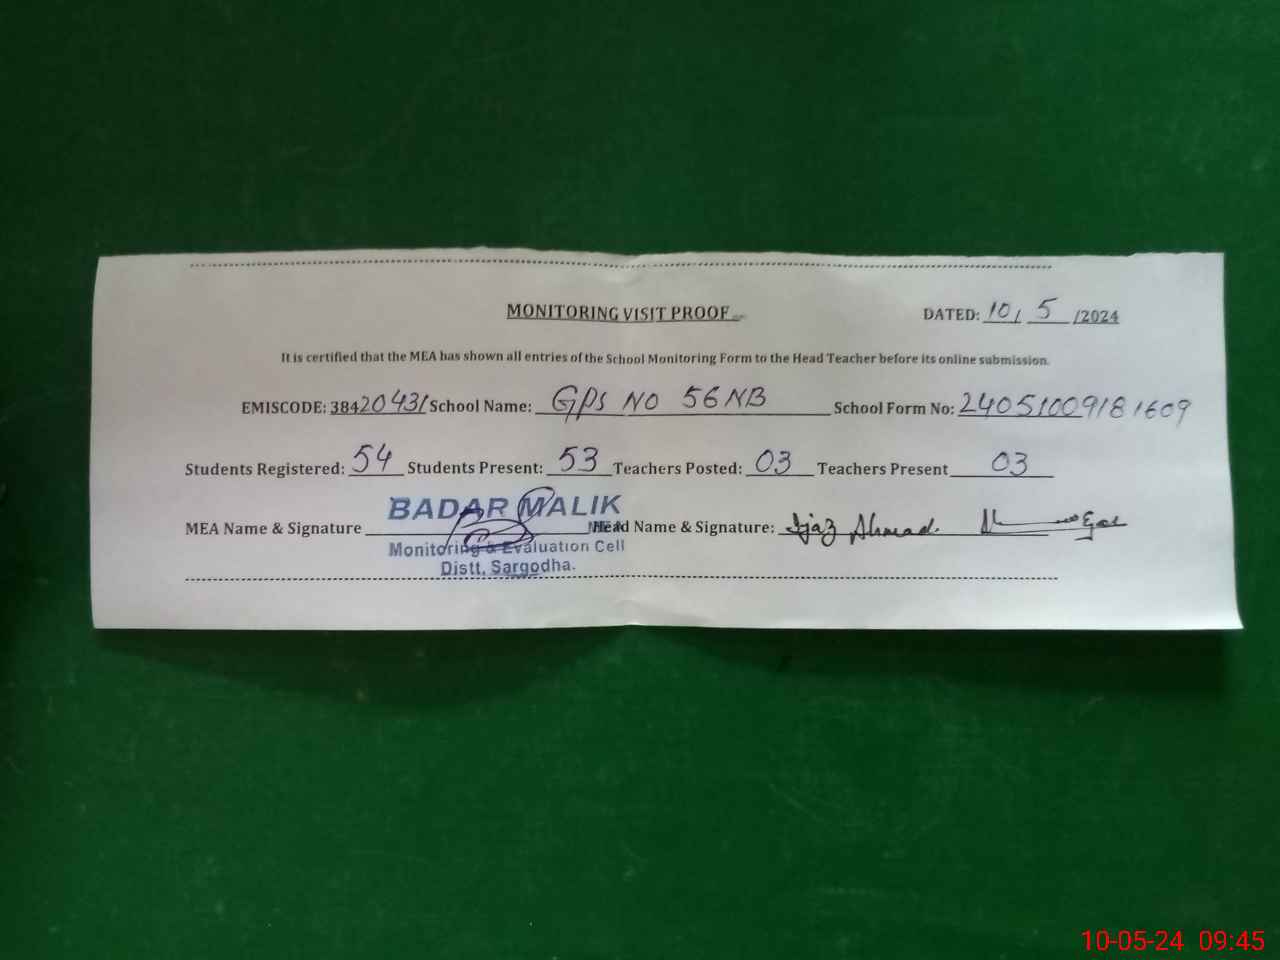 MONITORING VISIT PROOF
DATED: 10/ 5 /2024
It is certified that the MEA has shown all entries of the School Monitoring Form to the Head Teacher before its online submission.
EMISCODE: 38420431 School Name: GPS NO 56 NB School Form No: 24051009181609
Students Registered: 54 Students Present: 53 Teachers Posted: 03 Teachers Present 03
MEA Name & Signature BADAR MALIK Head Name & Signature: Ijaz Ahmad
Monitoring & Evaluation Cell
Distt, Sargodha.
10-05-24 09:45